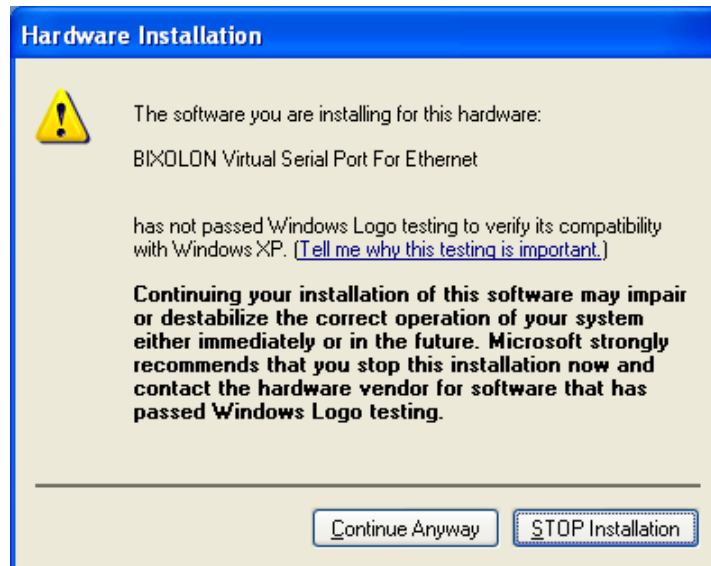 Hardware Installation
The software you are installing for this hardware:
BIXOLON Virtual Serial Port For Ethernet
has not passed Windows Logo testing to verify its compatibility
with Windows XP. (Tell me why this testing is important.)
Continuing your installation of this software may impair
or destabilize the correct operation of your system
either immediately or in the future. Microsoft strongly
recommends that you stop this installation now and
contact the hardware vendor for software that has
passed Windows Logo testing.
Continue Anyway
STOP Installation